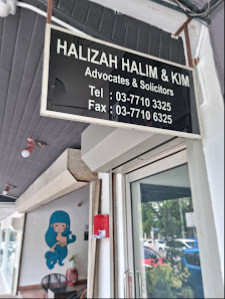 HALIZAH HALIM & KIM
Advocates & Solicitors
Tel : 03-7710 3325
Fax : 03-7710 6325